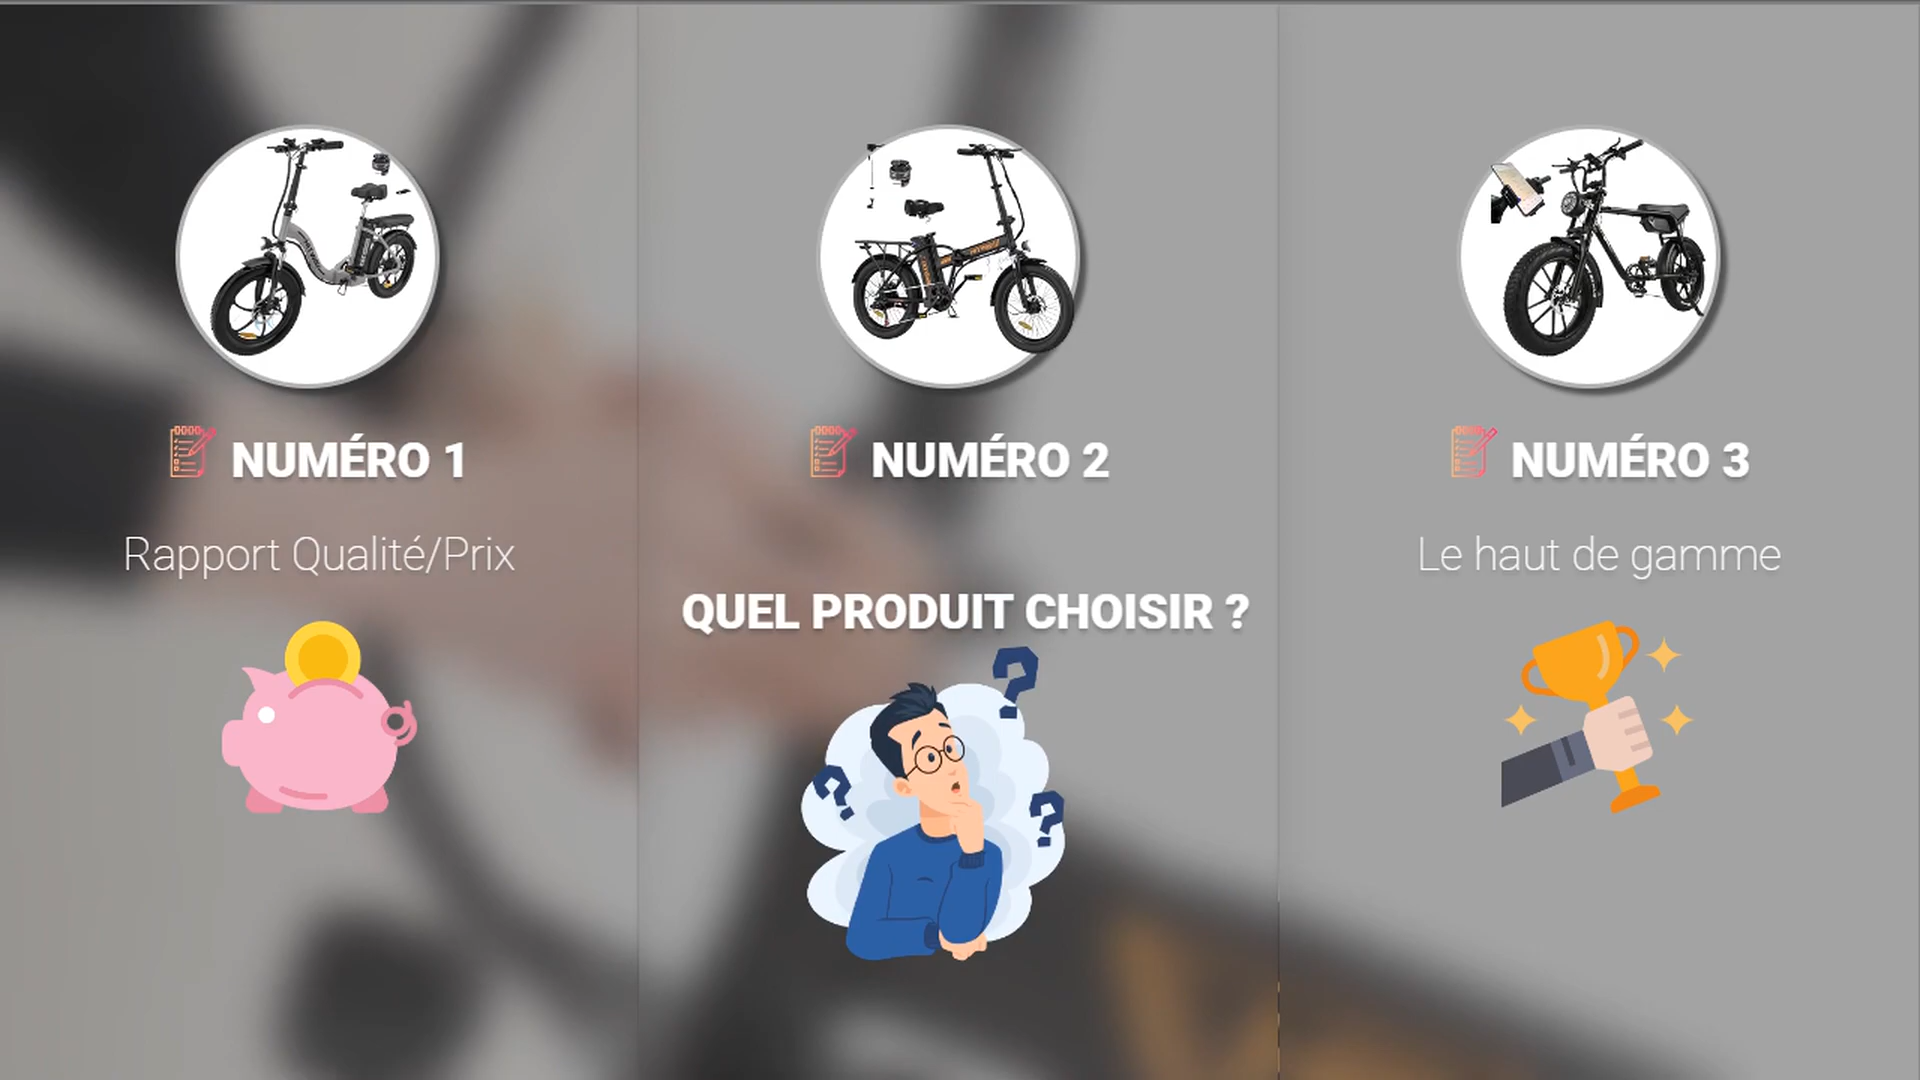 NUMÉRO 1
Rapport Qualité/Prix
NUMÉRO 2
QUEL PRODUIT CHOISIR ?
? ? ?
NUMÉRO 3
Le haut de gamme